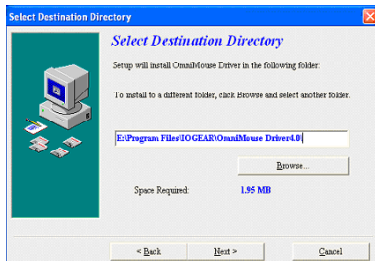 Select Destination Directory
Select Destination Directory
Setup will install OmniMouse Driver in the following folder:
To install to a different folder, click Browse and select another folder.
E:\Program Files\IOGEAR\OmniMouse Driver4.0\
Browse...
Space Required: 1.95 MB
< Back Next > Cancel